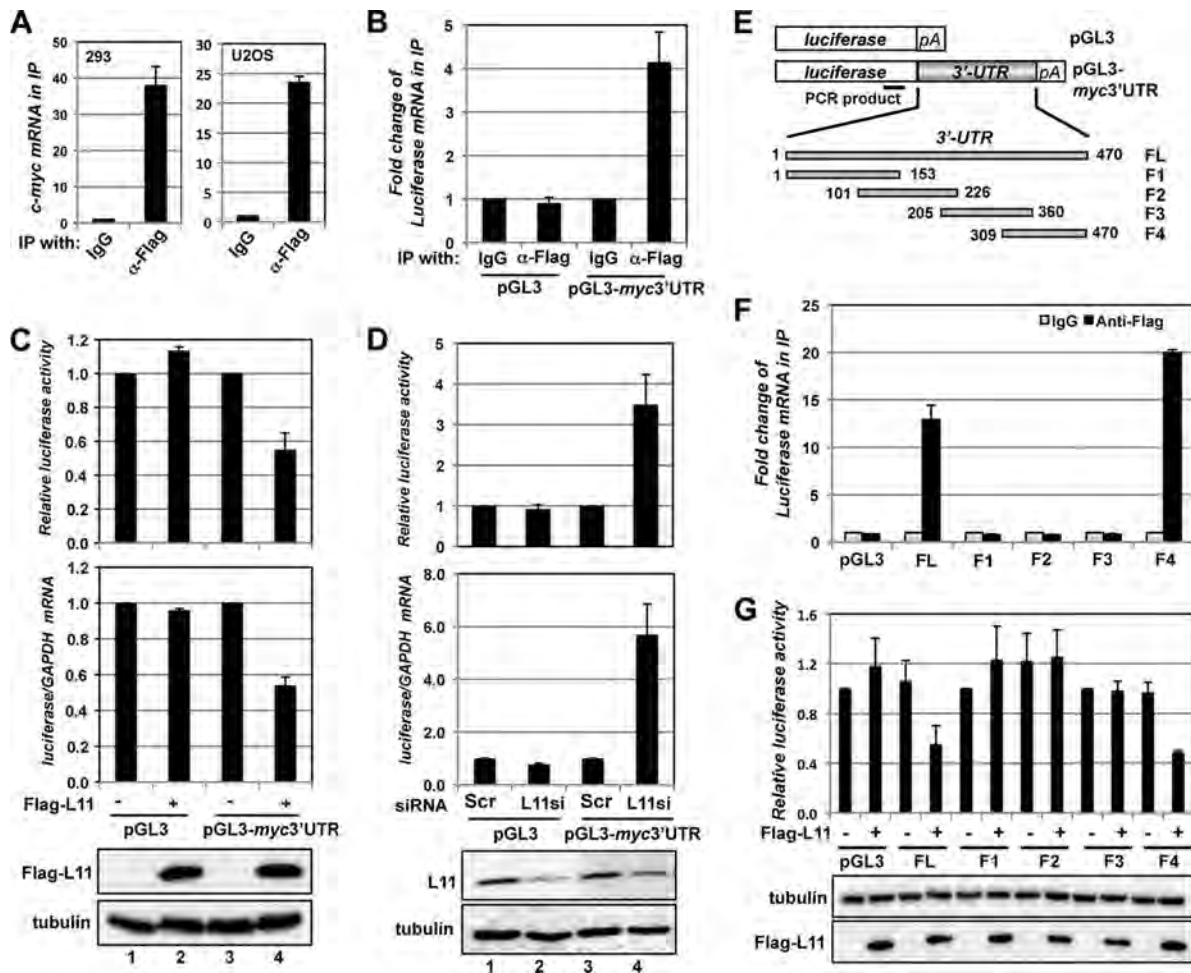 A
c-myc mRNA in IP
50
40
30
20
10
0
293
30
25
20
15
10
5
0
U2OS
IP with:
IgG
α-Flag
IgG
α-Flag
B
Fold change of
Luciferase mRNA in IP
5
4
3
2
1
0
IP with:
IgG α-Flag IgG α-Flag
pGL3 pGL3-myc3'UTR
C
Relative luciferase activity
1.2
1.0
0.8
0.6
0.4
0.2
0.0
luciferase/GAPDH mRNA
1.2
1.0
0.8
0.6
0.4
0.2
0.0
Flag-L11 - + - +
pGL3 pGL3-myc3'UTR
Flag-L11
tubulin
1 2 3 4
D
Relative luciferase activity
5
4
3
2
1
0
luciferase/GAPDH mRNA
8.0
6.0
4.0
2.0
0.0
siRNA Scr L11si Scr L11si
pGL3 pGL3-myc3'UTR
L11
tubulin
1 2 3 4
E
luciferase pA pGL3
luciferase 3'-UTR pA pGL3-
myc3'UTR
PCR product
3'-UTR
1 470 FL
1 153 F1
101 226 F2
205 360 F3
309 470 F4
F
Fold change of
Luciferase mRNA in IP
25
20
15
10
5
0
IgG Anti-Flag
pGL3 FL F1 F2 F3 F4
G
Relative luciferase activity
1.6
1.2
0.8
0.4
0.0
Flag-L11 - + - + - + - + - + - +
pGL3 FL F1 F2 F3 F4
tubulin
Flag-L11